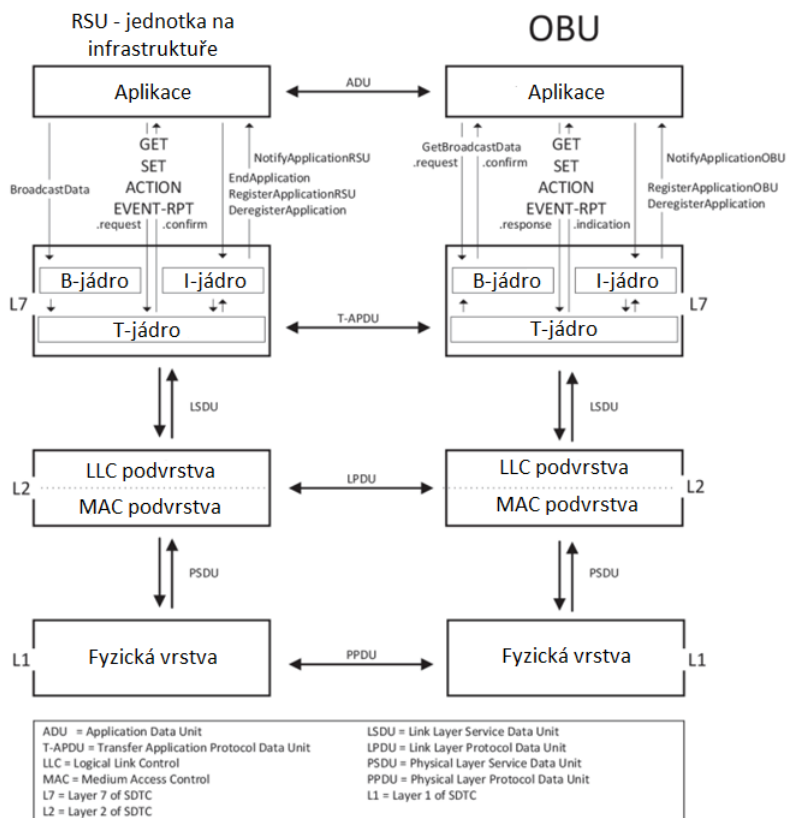 RSU - jednotka na
infrastruktuře
OBU
Aplikace
ADU
Aplikace
BroadcastData
GET
SET
ACTION
EVENT-RPT
.request
.confirm
NotifyApplicationRSU
EndApplication
RegisterApplicationRSU
DeregisterApplication
GetBroadcastData
.request
.confirm
GET
SET
ACTION
EVENT-RPT
.response
.indication
NotifyApplicationOBU
RegisterApplicationOBU
DeregisterApplication
L7
B-jádro
I-jádro
T-jádro
T-APDU
B-jádro
I-jádro
T-jádro
L7
LSDU
LSDU
L2
LLC podvrstva
MAC podvrstva
LPDU
LLC podvrstva
MAC podvrstva
L2
PSDU
PSDU
L1
Fyzická vrstva
PPDU
Fyzická vrstva
L1
ADU = Application Data Unit
T-APDU = Transfer Application Protocol Data Unit
LLC = Logical Link Control
MAC = Medium Access Control
L7 = Layer 7 of SDTC
L2 = Layer 2 of SDTC
LSDU = Link Layer Service Data Unit
LPDU = Link Layer Protocol Data Unit
PSDU = Physical Layer Service Data Unit
PPDU = Physical Layer Protocol Data Unit
L1 = Layer 1 of SDTC